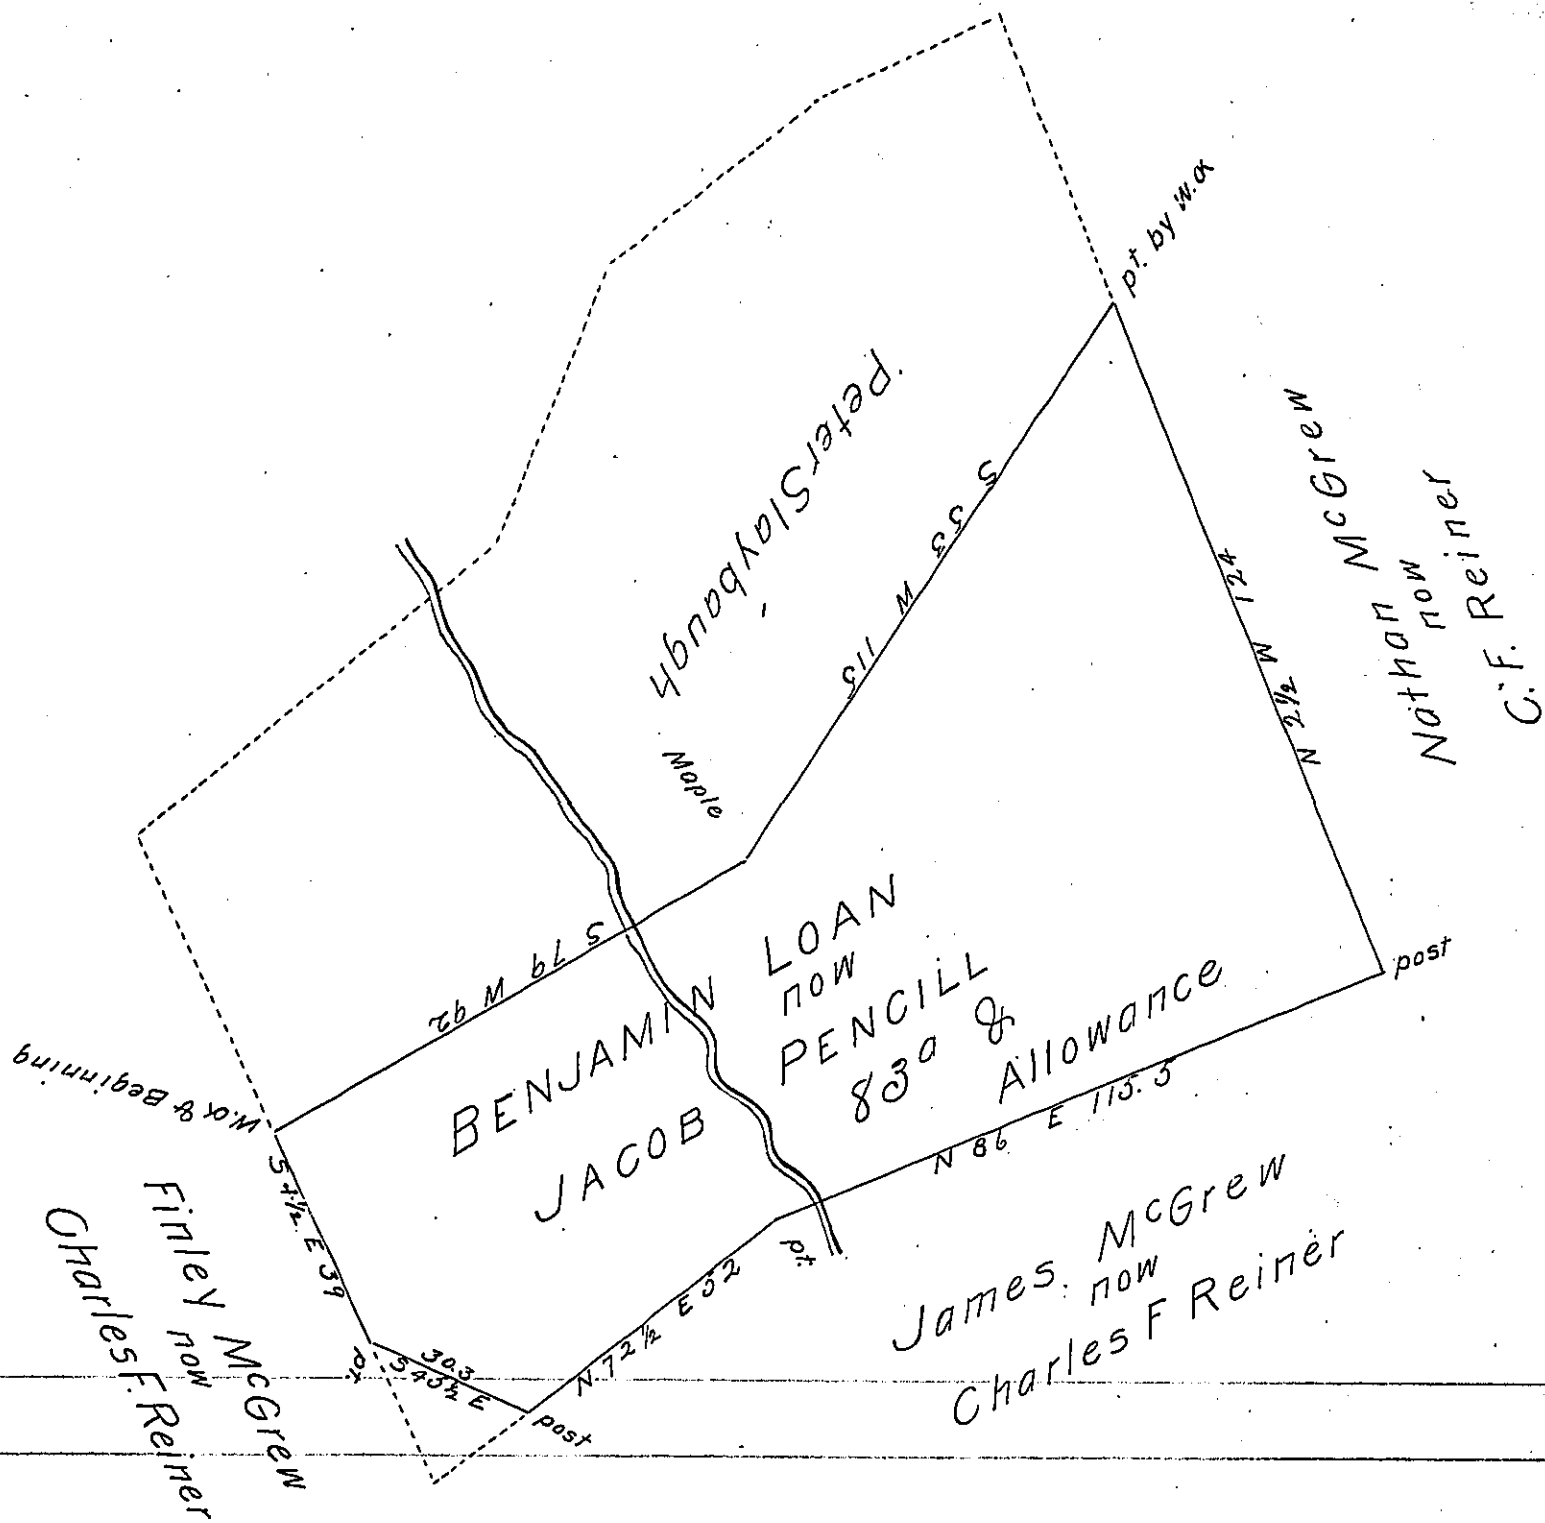 pt. by w.o
Peter Slaybaugh
S 53 W 115
Maple
N 2½ W 124
Nathan McGrew
now
C. F. Reiner
S 79 W 92
W.o & Beginning
BENJAMIN LOAN
now
JACOB PENCILL
83a &
Allowance
post
N 86 E 115.5
S 4½ E 39
Finley McGrew
now
Charles F. Reiner
pt.
30.3
S 45½ E
post
N 72½ E 52
pt.
James McGrew
now
Charles F Reiner